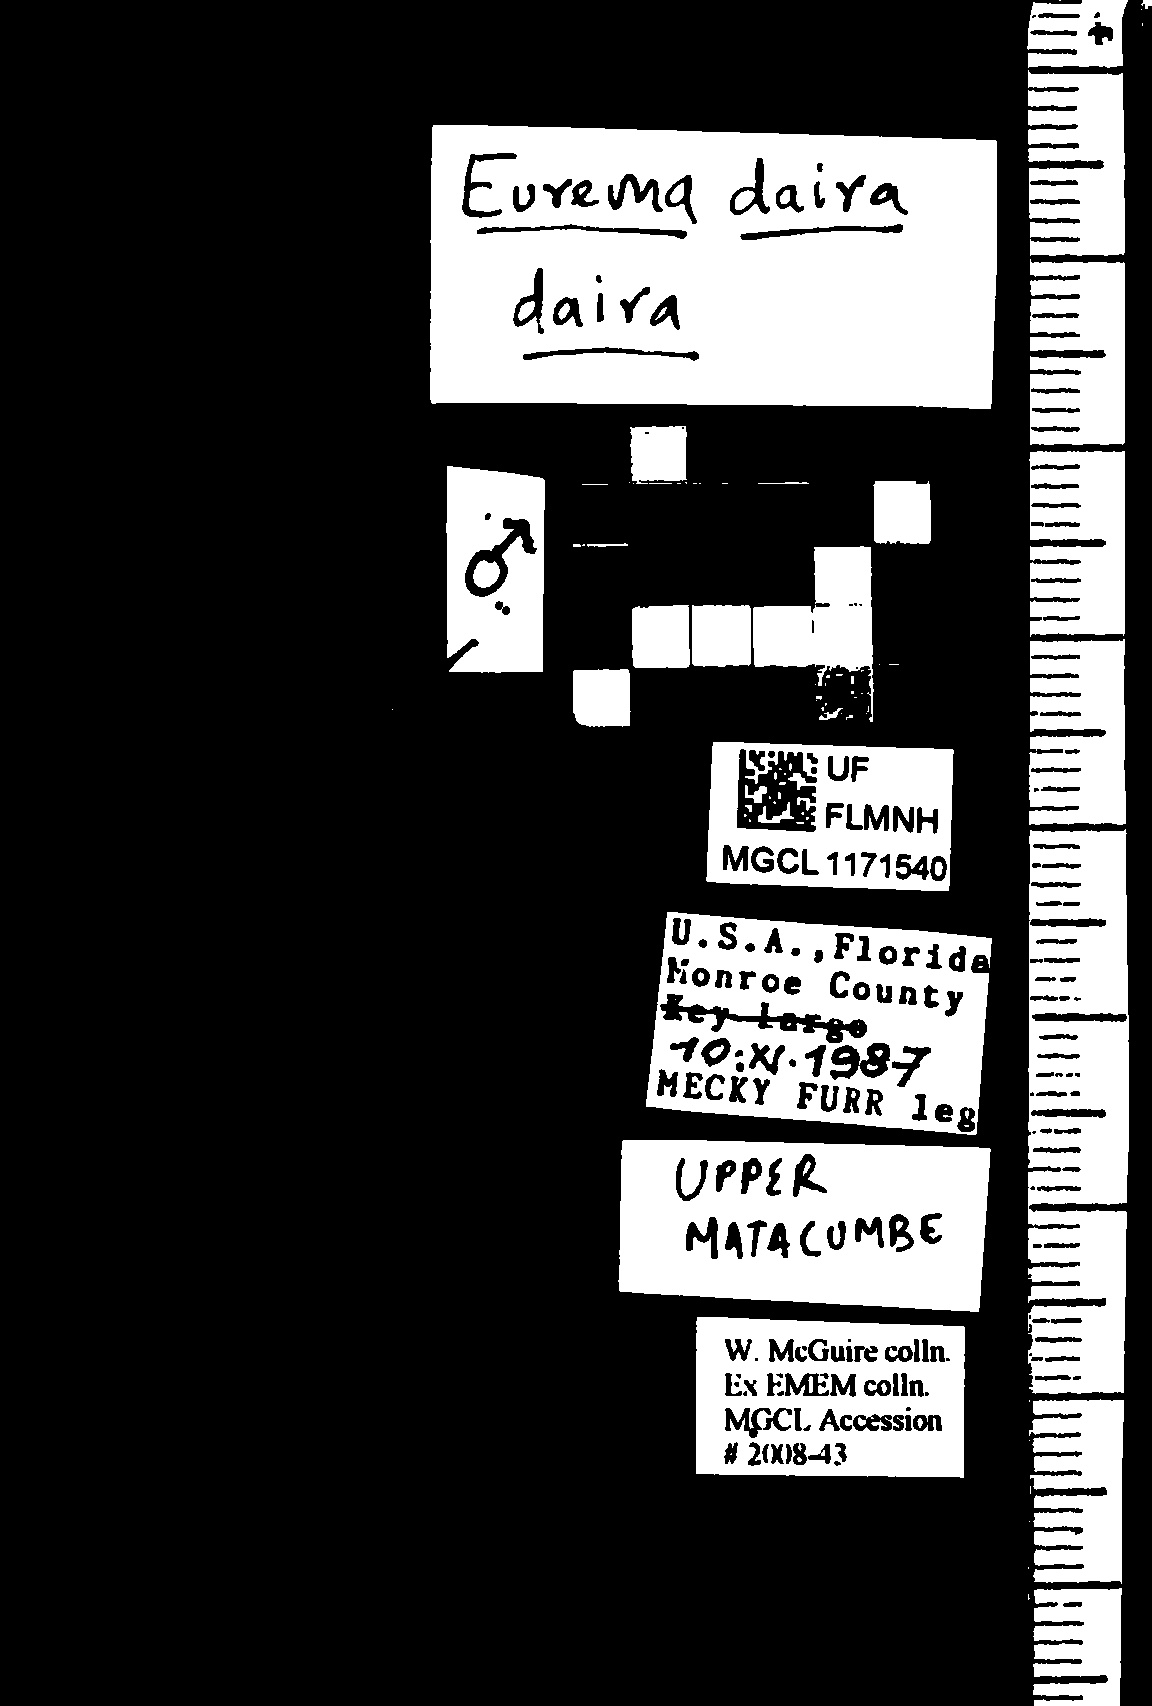 Eurema daira
daira
♂
UF
FLMNH
MGCL 1171540
U.S.A., Florida
Monroe County
Key Largo
10.XI.1987
MECKY FURR leg
UPPER
MATACUMBE
W. McGuire colln.
Ex EMEM colln.
MGCL Accession
# 2008-43